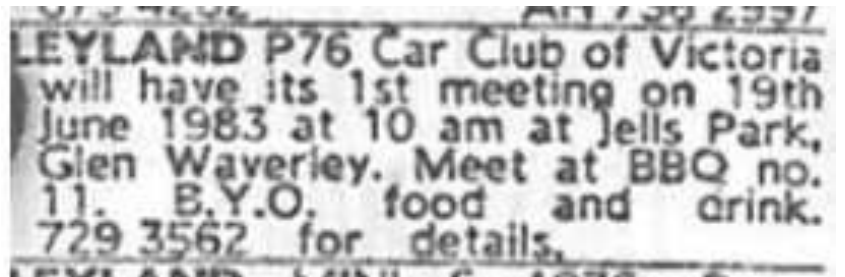 LEYLAND P76 Car Club of Victoria
will have its 1st meeting on 19th
June 1983 at 10 am at Jells Park,
Glen Waverley. Meet at BBQ no.
11. B.Y.O. food and drink.
729 3562 for details.